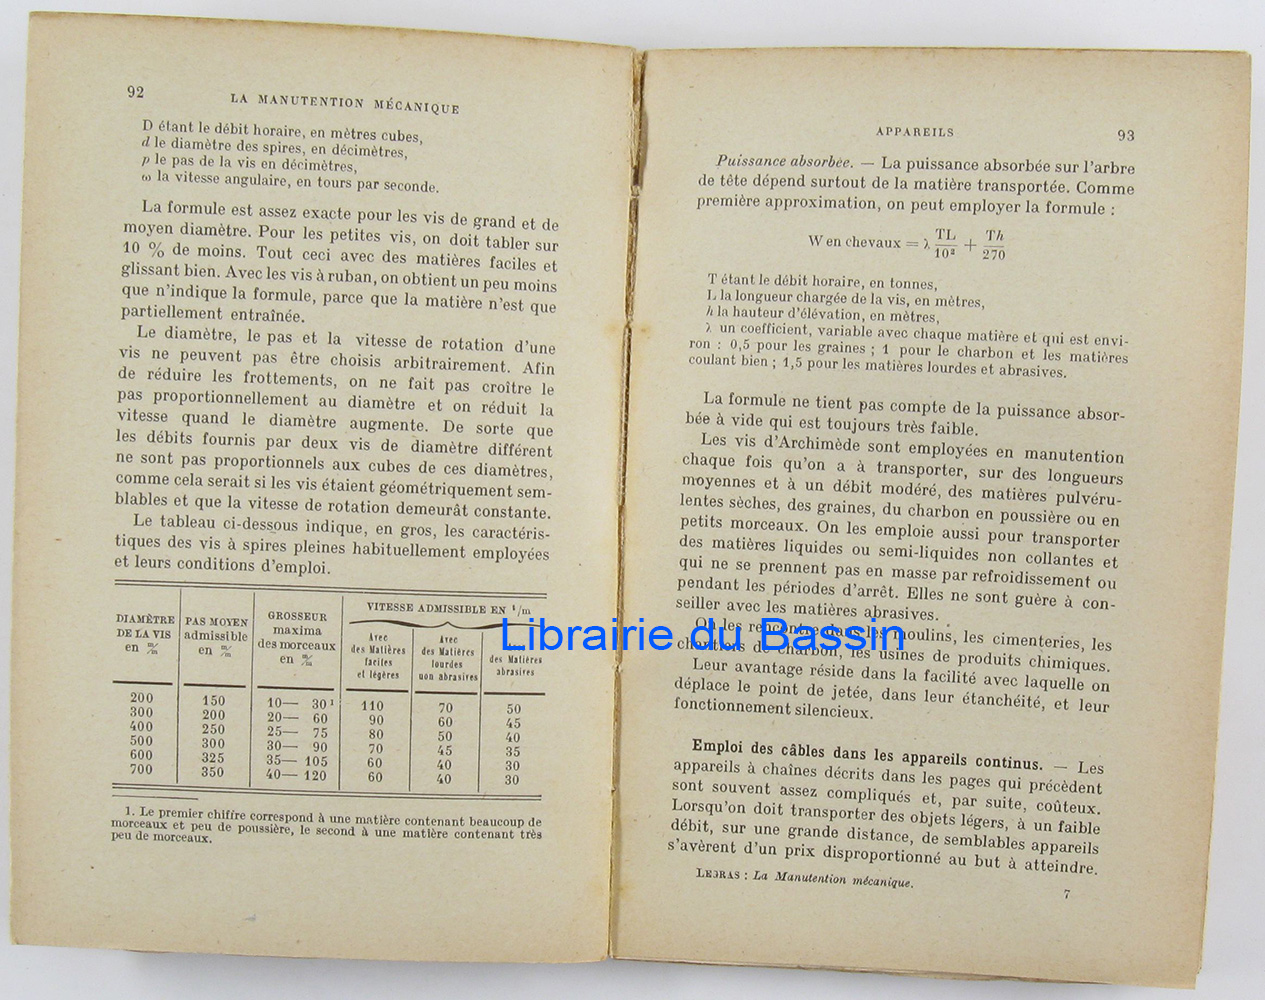 92
LA MANUTENTION MÉCANIQUE
D étant le débit horaire, en mètres cubes,
d le diamètre des spires, en décimètres,
p le pas de la vis en décimètres,
ω la vitesse angulaire, en tours par seconde.
La formule est assez exacte pour les vis de grand et de
moyen diamètre. Pour les petites vis, on doit tabler sur
10 % de moins. Tout ceci avec des matières faciles et
glissant bien. Avec les vis à ruban, on obtient un peu moins
que n'indique la formule, parce que la matière n'est que
partiellement entraînée.
Le diamètre, le pas et la vitesse de rotation d'une
vis ne peuvent pas être choisis arbitrairement. Afin
de réduire les frottements, on ne fait pas croître le
pas proportionnellement au diamètre et on réduit la
vitesse quand le diamètre augmente. De sorte que
les débits fournis par deux vis de diamètre différent
ne sont pas proportionnels aux cubes de ces diamètres,
comme cela serait si les vis étaient géométriquement sem-
blables et que la vitesse de rotation demeurât constante.
Le tableau ci-dessous indique, en gros, les caractéris-
tiques des vis à spires pleines habituellement employées
et leurs conditions d'emploi.
DIAMÈTRE DE LA VIS en m/m
PAS MOYEN admissible en m/m
GROSSEUR maxima des morceaux en m/m
VITESSE ADMISSIBLE EN t/m
Avec des Matières faciles et légères
Avec des Matières lourdes non abrasives
des Matières abrasives
200 150 10— 30¹ 110 70 50
300 200 20— 60 90 60 45
400 250 25— 75 80 50 40
500 300 30— 90 70 45 35
600 325 35— 105 60 40 30
700 350 40— 120 60 40 30
1. Le premier chiffre correspond à une matière contenant beaucoup de
morceaux et peu de poussière, le second à une matière contenant très
peu de morceaux.
APPAREILS
93
Puissance absorbée. — La puissance absorbée sur l'arbre
de tête dépend surtout de la matière transportée. Comme
première approximation, on peut employer la formule :
W en chevaux = λ TL/10² + Th/270
T étant le débit horaire, en tonnes,
L la longueur chargée de la vis, en mètres,
h la hauteur d'élévation, en mètres,
λ un coefficient, variable avec chaque matière et qui est envi-
ron : 0,5 pour les graines ; 1 pour le charbon et les matières
coulant bien ; 1,5 pour les matières lourdes et abrasives.
La formule ne tient pas compte de la puissance absor-
bée à vide qui est toujours très faible.
Les vis d'Archimède sont employées en manutention
chaque fois qu'on a à transporter, sur des longueurs
moyennes et à un débit modéré, des matières pulvéru-
lentes sèches, des graines, du charbon en poussière ou en
petits morceaux. On les emploie aussi pour transporter
des matières liquides ou semi-liquides non collantes et
qui ne se prennent pas en masse par refroidissement ou
pendant les périodes d'arrêt. Elles ne sont guère à con-
seiller avec les matières abrasives.
On les rencontre dans les moulins, les cimenteries, les
chantiers de charbon, les usines de produits chimiques.
Leur avantage réside dans la facilité avec laquelle on
déplace le point de jetée, dans leur étanchéité, et leur
fonctionnement silencieux.
Emploi des câbles dans les appareils continus. — Les
appareils à chaînes décrits dans les pages qui précèdent
sont souvent assez compliqués et, par suite, coûteux.
Lorsqu'on doit transporter des objets légers, à un faible
débit, sur une grande distance, de semblables appareils
s'avèrent d'un prix disproportionné au but à atteindre.
LEBRAS : La Manutention mécanique.
7
Librairie du Bassin